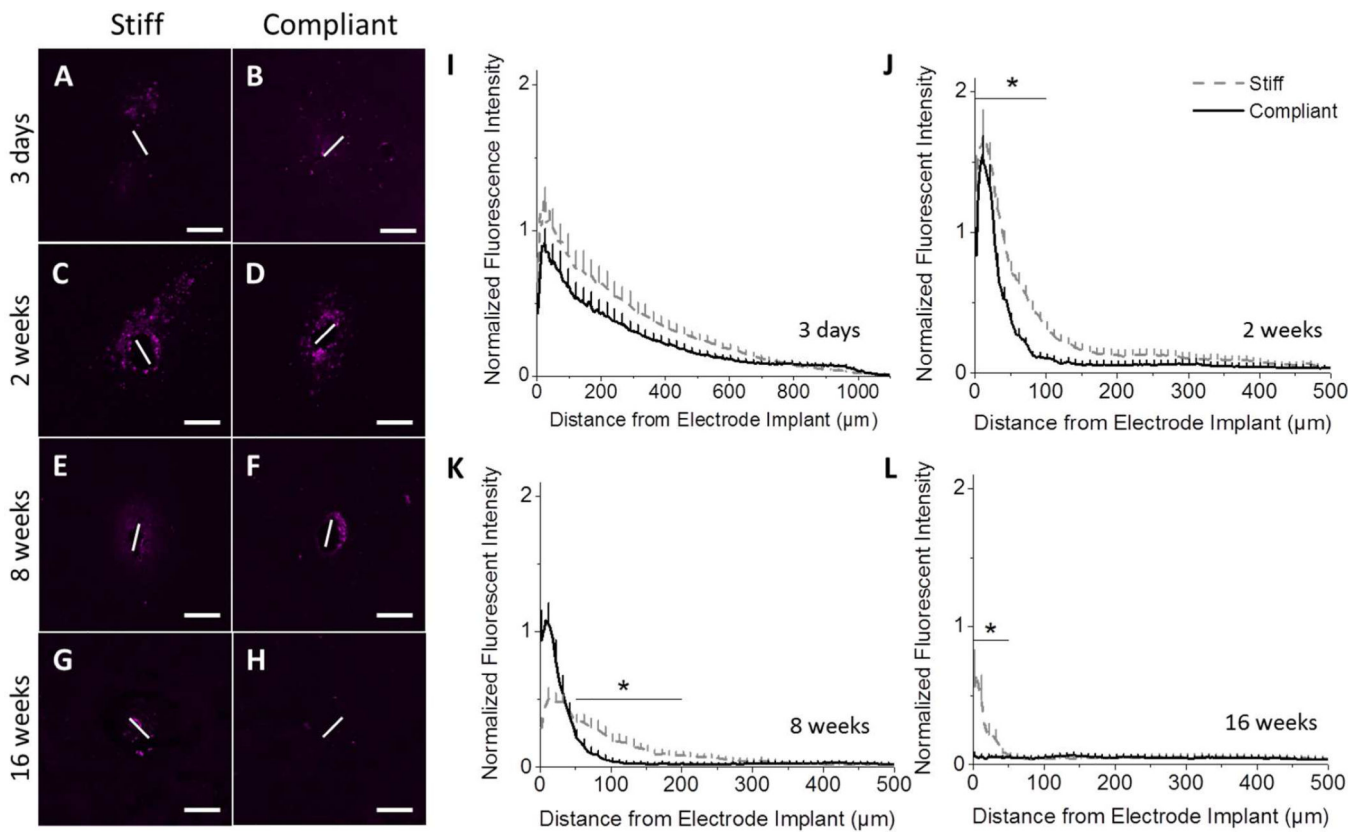 Stiff Compliant
3 days
A B
2 weeks
C D
8 weeks
E F
16 weeks
G H
I
Normalized Fluorescence Intensity
2
1
0
3 days
0 200 400 600 800 1000
Distance from Electrode Implant (µm)
J
Normalized Fluorescent Intensity
2
1
0
*
Stiff
Compliant
2 weeks
0 100 200 300 400 500
Distance from Electrode Implant (µm)
K
Normalized Fluorescent Intensity
2
1
0
*
8 weeks
0 100 200 300 400 500
Distance from Electrode Implant (µm)
L
Normalized Fluorescent Intensity
2
1
0
*
16 weeks
0 100 200 300 400 500
Distance from Electrode Implant (µm)